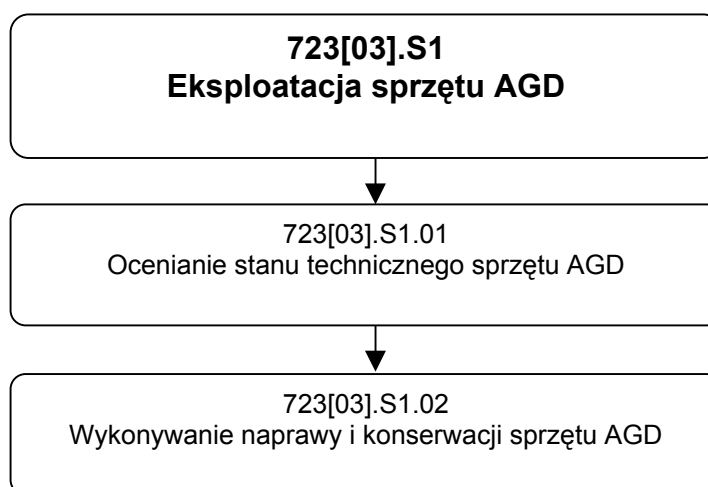 723[03].S1
Eksploatacja sprzętu AGD
723[03].S1.01
Ocenianie stanu technicznego sprzętu AGD
723[03].S1.02
Wykonywanie naprawy i konserwacji sprzętu AGD